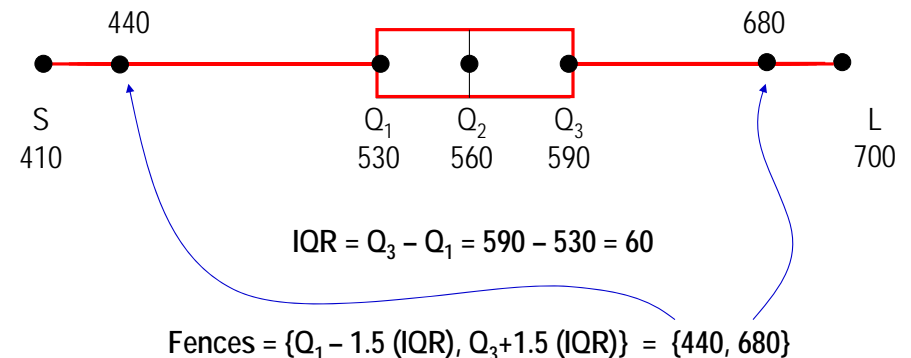 440 680
S Q₁ Q₂ Q₃ L
410 530 560 590 700
IQR = Q₃ – Q₁ = 590 – 530 = 60
Fences = {Q₁ – 1.5 (IQR), Q₃+1.5 (IQR)} = {440, 680}